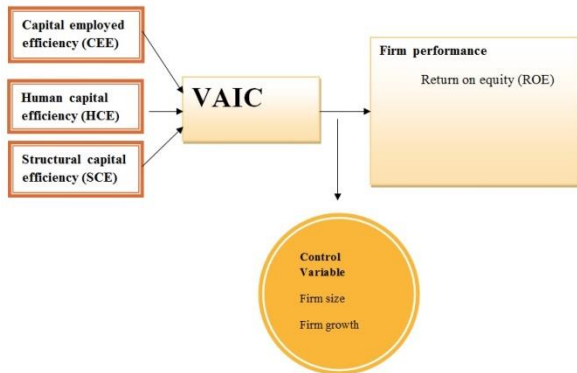 Capital employed
efficiency (CEE)
Human capital
efficiency (HCE)
Structural capital
efficiency (SCE)
VAIC
Firm performance
Return on equity (ROE)
Control
Variable
Firm size
Firm growth